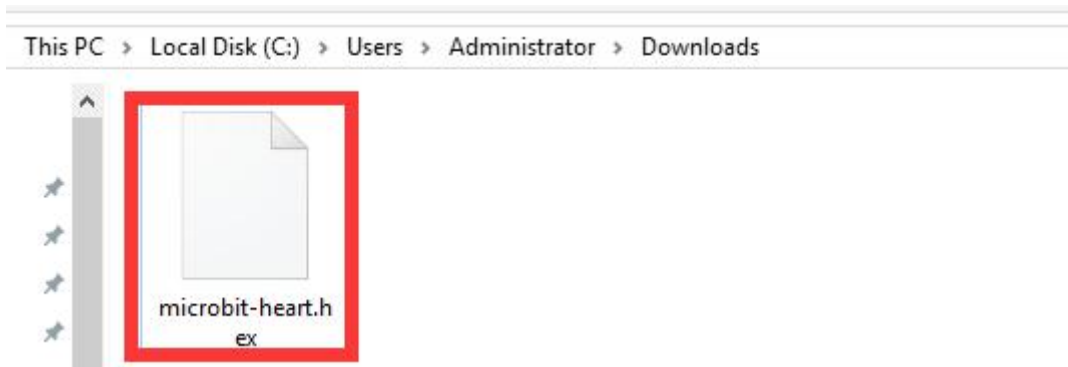 This PC > Local Disk (C:) > Users > Administrator > Downloads
microbit-heart.h
ex